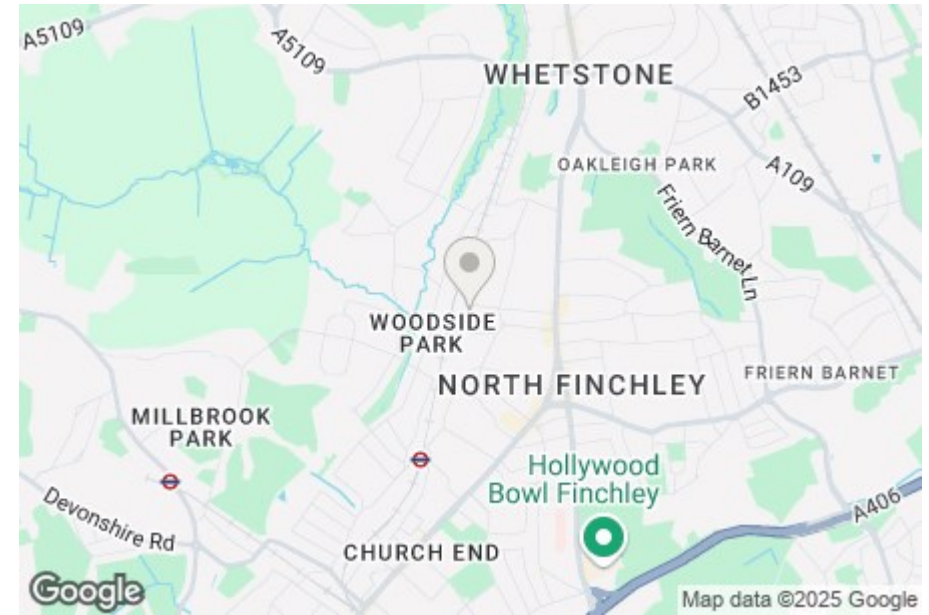 A5109
A5109
WHETSTONE
B1453
OAKLEIGH PARK
A109
Friern Barnet Ln
WOODSIDE
PARK
NORTH FINCHLEY
FRIERN BARNET
MILLBROOK
PARK
Hollywood
Bowl Finchley
Devonshire Rd
A406
CHURCH END
Google
Map data ©2025 Google